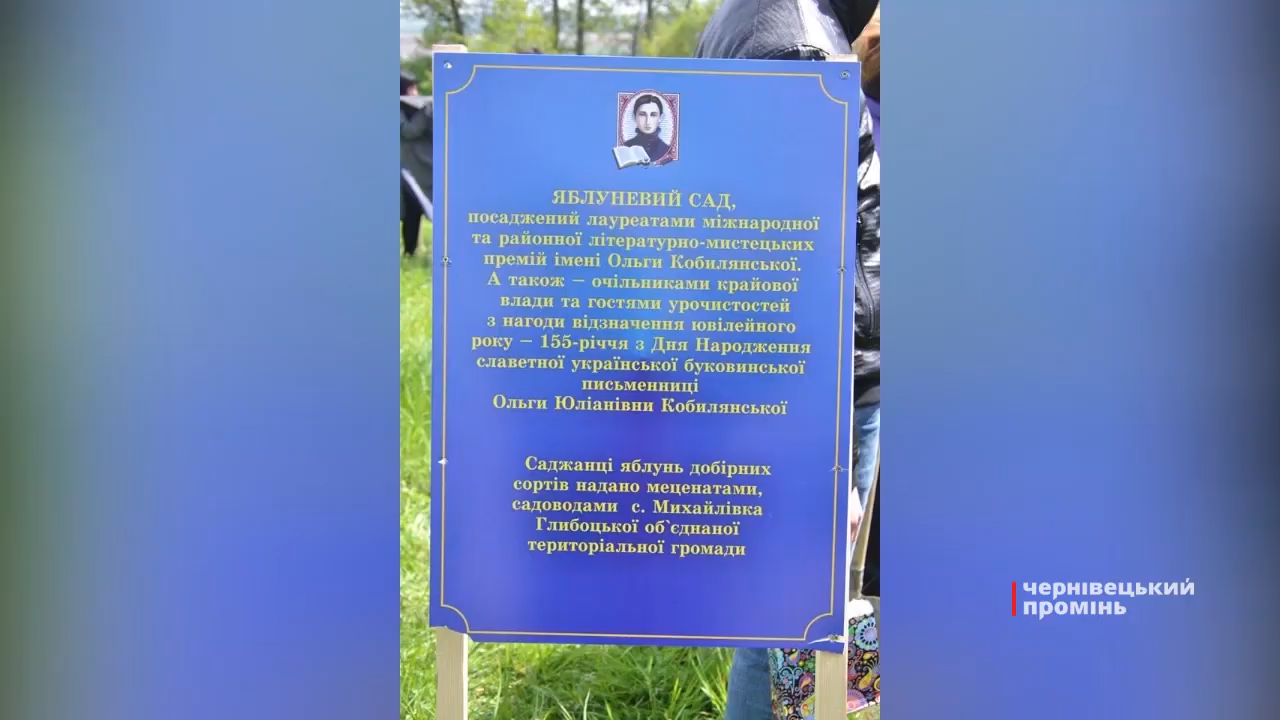 ЯБЛУНЕВИЙ САД,
посаджений лауреатами міжнародної
та районної літературно-мистецьких
премій імені Ольги Кобилянської.
А також – очільниками крайової
влади та гостями урочистостей
з нагоди відзначення ювілейного
року – 155-річчя з Дня Народження
славетної української буковинської
письменниці
Ольги Юліанівни Кобилянської
Саджанці яблунь добірних
сортів надано меценатами,
садоводами с. Михайлівка
Глибоцької об`єднаної
територіальної громади
ЧЕРНІВЕЦЬКИЙ
ПРОМІНЬ